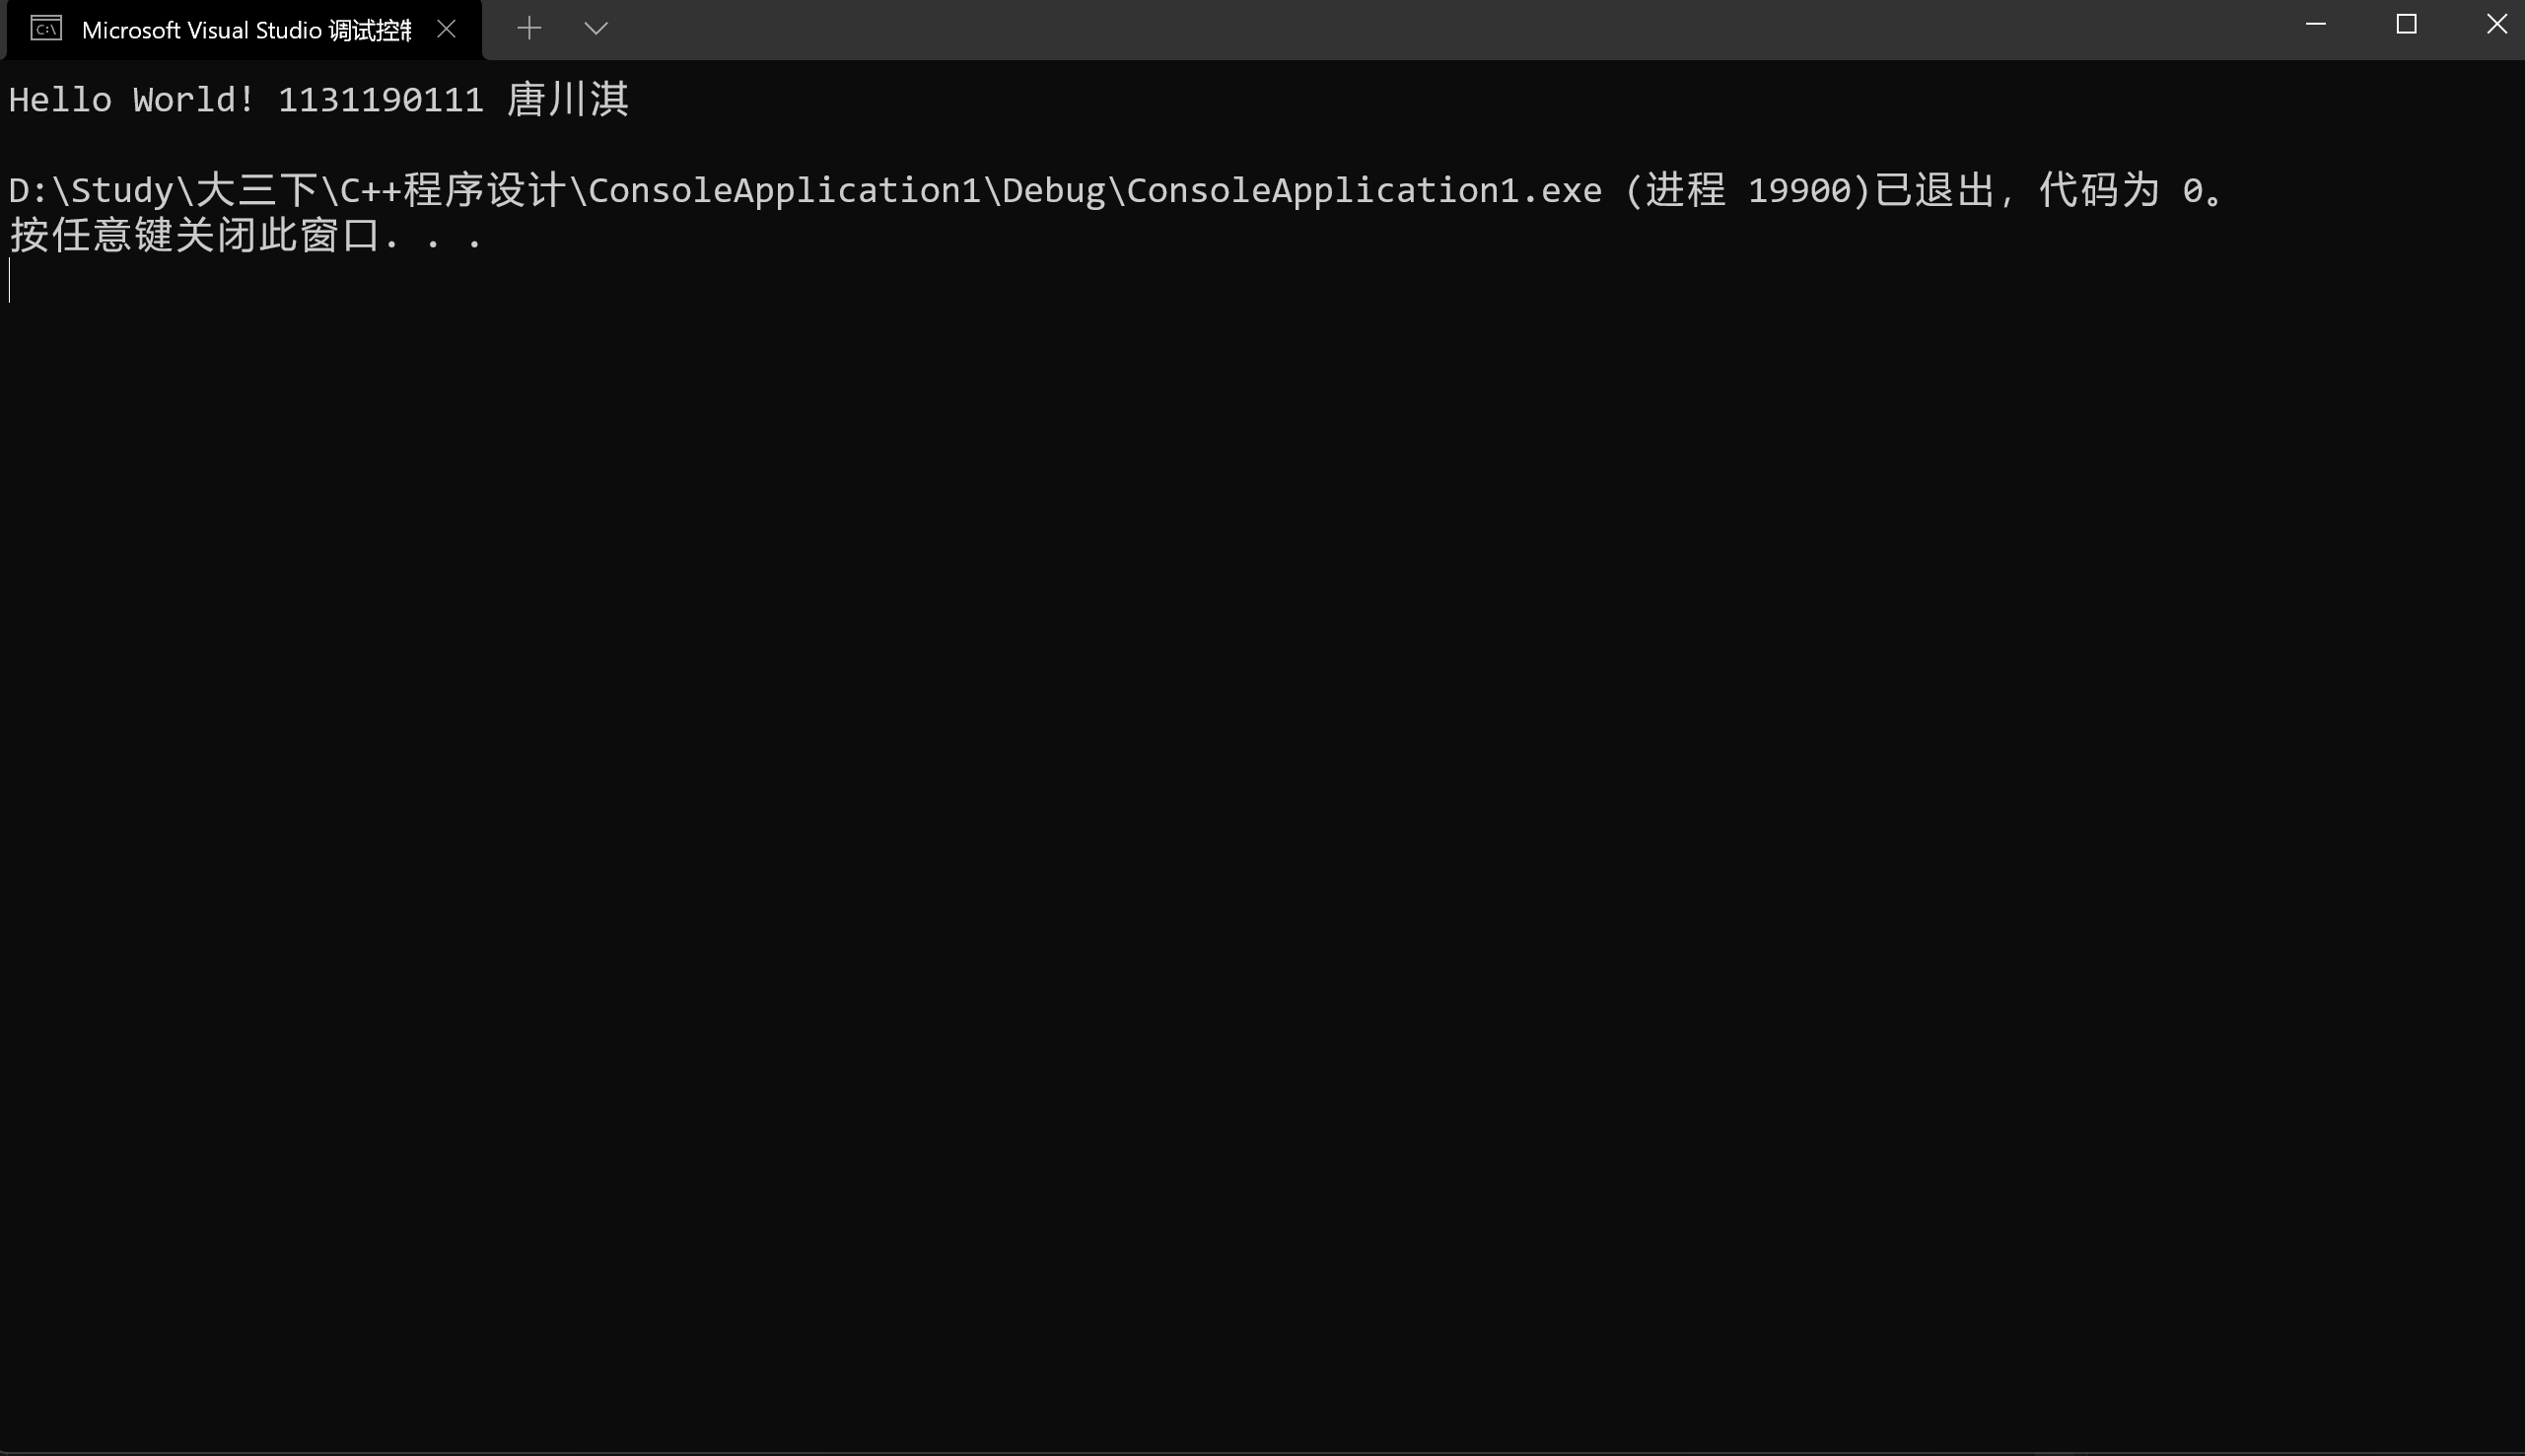 Microsoft Visual Studio 调试控
Hello World! 1131190111 唐川淇
D:\Study\大三下\C++程序设计\ConsoleApplication1\Debug\ConsoleApplication1.exe (进程 19900)已退出，代码为 0。
按任意键关闭此窗口. . .